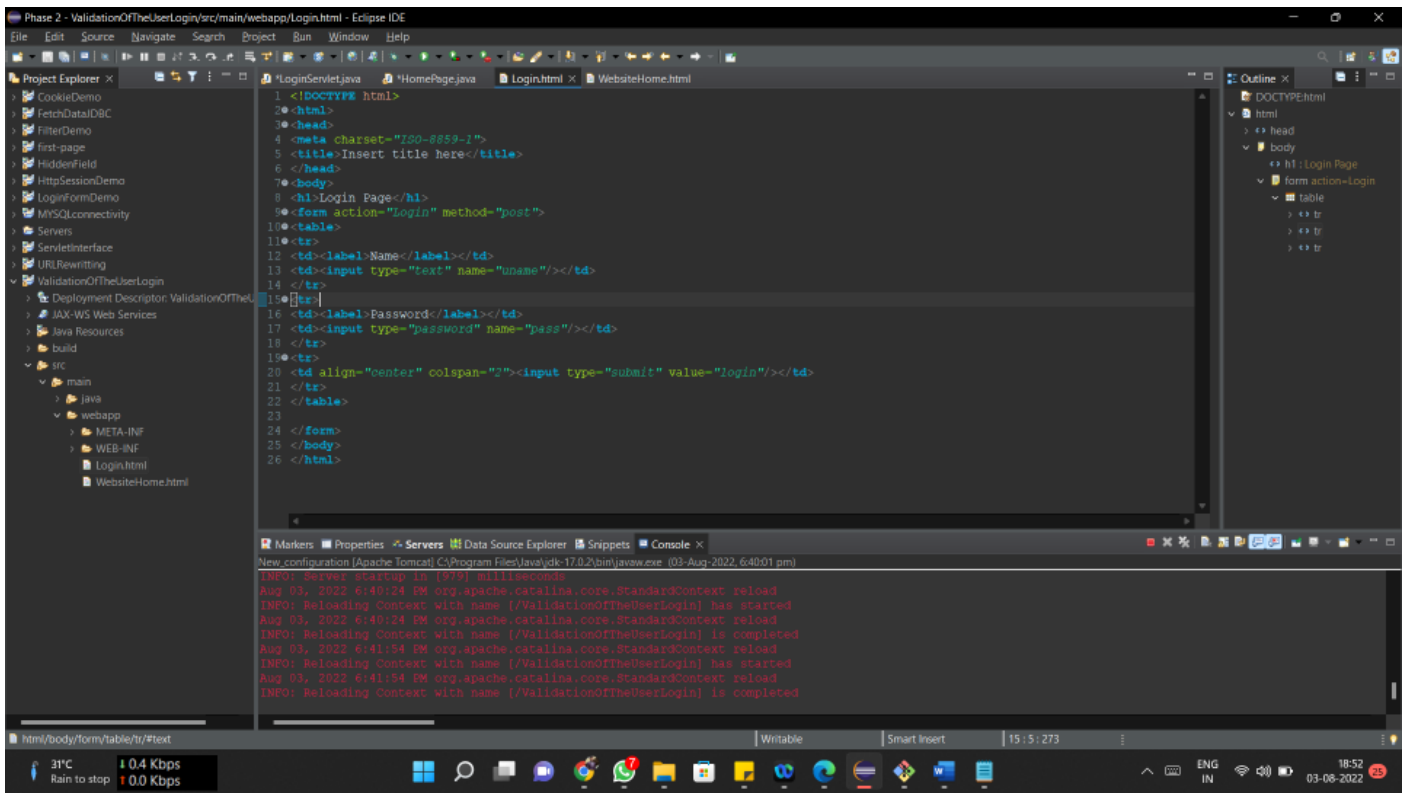 Phase 2 - ValidationOfTheUserLogin/src/main/webapp/Login.html - Eclipse IDE
File Edit Source Navigate Search Project Run Window Help
Project Explorer
CookieDemo
FetchDataJDBC
FilterDemo
first-page
HiddenField
HttpSessionDemo
LoginFormDemo
MYSQLconnectivity
Servers
ServletInterface
URLRewritting
ValidationOfTheUserLogin
Deployment Descriptor: ValidationOfTheU
JAX-WS Web Services
Java Resources
build
src
main
java
webapp
META-INF
WEB-INF
Login.html
WebsiteHome.html
*LoginServlet.java *HomePage.java Login.html WebsiteHome.html
1 <!DOCTYPE html>
2 <html>
3 <head>
4 <meta charset="ISO-8859-1">
5 <title>Insert title here</title>
6 </head>
7 <body>
8 <h1>Login Page</h1>
9 <form action="Login" method="post">
10 <table>
11 <tr>
12 <td><label>Name</label></td>
13 <td><input type="text" name="uname"/></td>
14 </tr>
15 <tr>
16 <td><label>Password</label></td>
17 <td><input type="password" name="pass"/></td>
18 </tr>
19 <tr>
20 <td align="center" colspan="2"><input type="submit" value="login"/></td>
21 </tr>
22 </table>
23
24 </form>
25 </body>
26 </html>
Outline
DOCTYPE:html
html
head
body
h1 : Login Page
form action=Login
table
tr
tr
tr
Markers Properties Servers Data Source Explorer Snippets Console
New_configuration [Apache Tomcat] C:\Program Files\Java\jdk-17.0.2\bin\javaw.exe (03-Aug-2022, 6:40:01 pm)
INFO: Server startup in [979] milliseconds
Aug 03, 2022 6:40:24 PM org.apache.catalina.core.StandardContext reload
INFO: Reloading Context with name [/ValidationOfTheUserLogin] has started
Aug 03, 2022 6:40:24 PM org.apache.catalina.core.StandardContext reload
INFO: Reloading Context with name [/ValidationOfTheUserLogin] is completed
Aug 03, 2022 6:41:54 PM org.apache.catalina.core.StandardContext reload
INFO: Reloading Context with name [/ValidationOfTheUserLogin] has started
Aug 03, 2022 6:41:54 PM org.apache.catalina.core.StandardContext reload
INFO: Reloading Context with name [/ValidationOfTheUserLogin] is completed
html/body/form/table/tr/#text Writable Smart Insert 15 : 5 : 273
31°C
Rain to stop
0.4 Kbps
0.0 Kbps
7
ENG
IN
18:52
03-08-2022
25